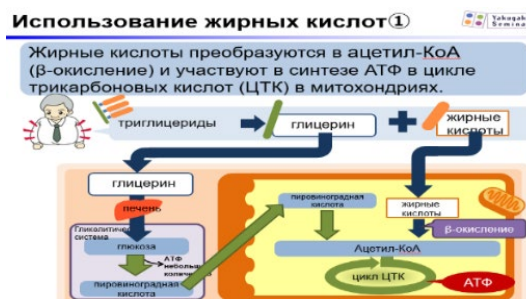 Использование жирных кислот①
Yakugaku
Seminar
Жирные кислоты преобразуются в ацетил-КоА
(β-окисление) и участвуют в синтезе АТФ в цикле
трикарбоновых кислот (ЦТК) в митохондриях.
триглицериды
глицерин
жирные
кислоты
глицерин
печень
Гликолитическая
система
глюкоза
АТФ
небольшое
количество
пировиноградная
кислота
пировиноградная
кислота
жирные
кислоты
β-окисление
Ацетил-КоА
цикл ЦТК
АТФ